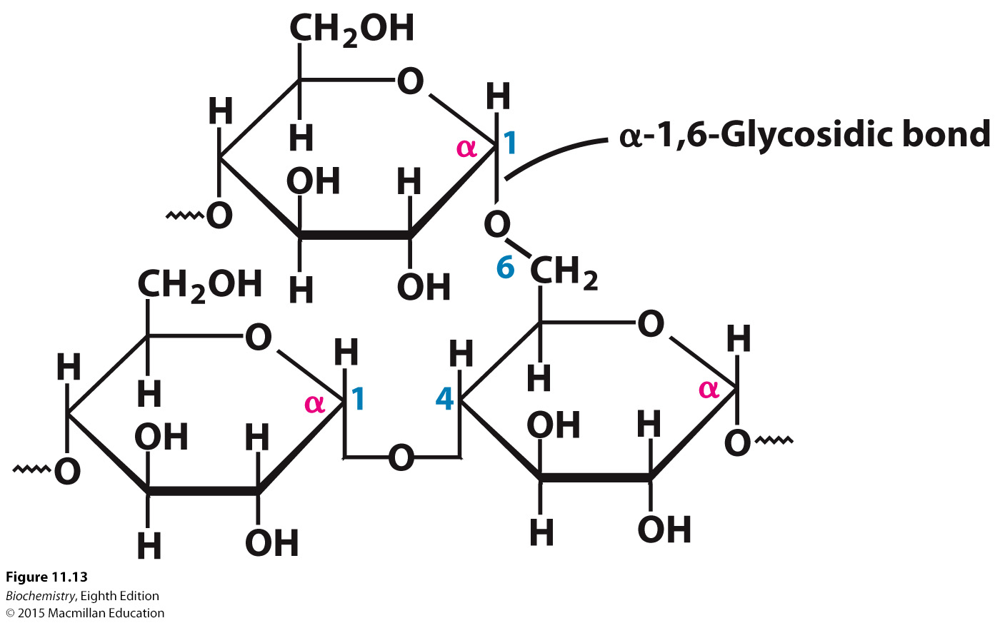 CH2OH
O
H
H
α-1,6-Glycosidic bond
H
α 1
OH H
O
O
6 CH2
H OH
CH2OH
O
O
H
H
H
H
H
α 1
4
H
α
OH H
OH H
O
O
O
H OH
H OH
Figure 11.13
Biochemistry, Eighth Edition
© 2015 Macmillan Education